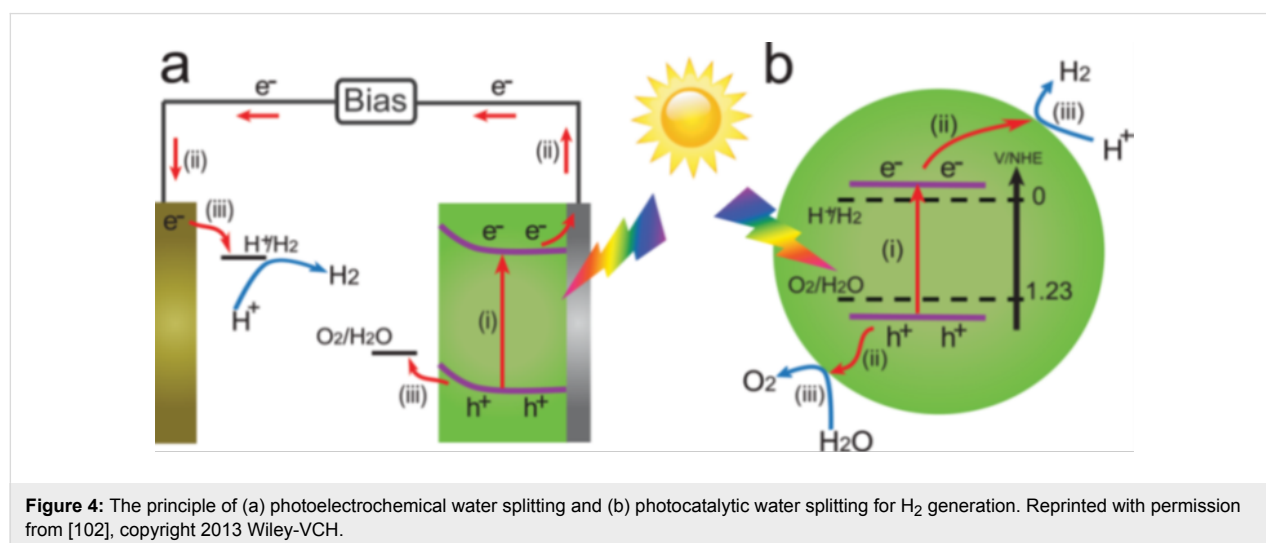 a
b
e-
Bias
e-
H2
(iii)
(ii)
H+
V/NHE
(ii)
(ii)
e- e-
0
e-
(iii)
H+/H2
H+/H2
e- e-
(i)
H2
O2/H2O
1.23
H+
(i)
O2/H2O
h+ h+
(ii)
(iii)
h+ h+
O2
(iii)
H2O
Figure 4: The principle of (a) photoelectrochemical water splitting and (b) photocatalytic water splitting for H2 generation. Reprinted with permission
from [102], copyright 2013 Wiley-VCH.